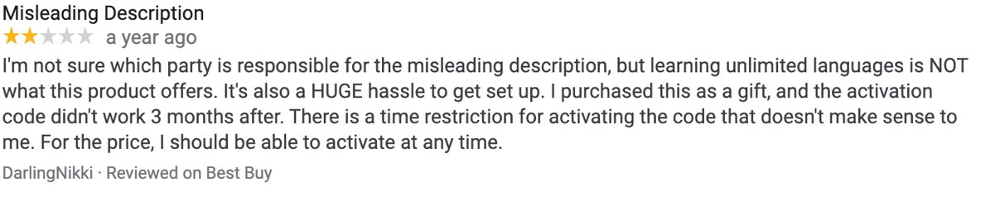 Misleading Description
a year ago
I'm not sure which party is responsible for the misleading description, but learning unlimited languages is NOT
what this product offers. It's also a HUGE hassle to get set up. I purchased this as a gift, and the activation
code didn't work 3 months after. There is a time restriction for activating the code that doesn't make sense to
me. For the price, I should be able to activate at any time.
DarlingNikki · Reviewed on Best Buy